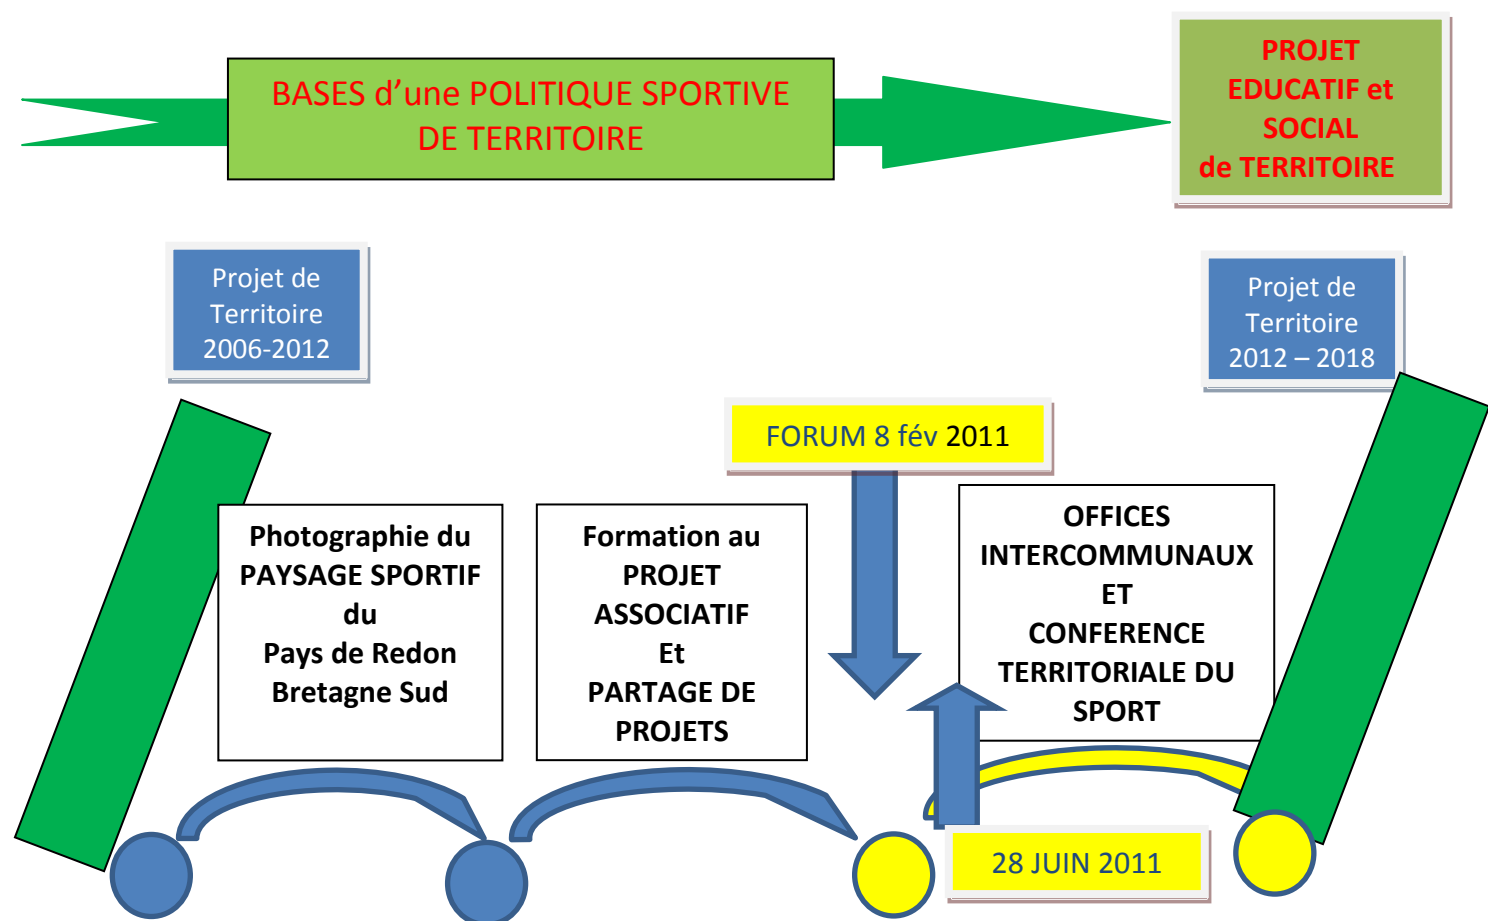 BASES d’une POLITIQUE SPORTIVE
DE TERRITOIRE
PROJET
EDUCATIF et
SOCIAL
de TERRITOIRE
Projet de
Territoire
2006-2012
Projet de
Territoire
2012 – 2018
FORUM 8 fév 2011
Photographie du
PAYSAGE SPORTIF
du
Pays de Redon
Bretagne Sud
Formation au
PROJET
ASSOCIATIF
Et
PARTAGE DE
PROJETS
OFFICES
INTERCOMMUNAUX
ET
CONFERENCE
TERRITORIALE DU
SPORT
28 JUIN 2011